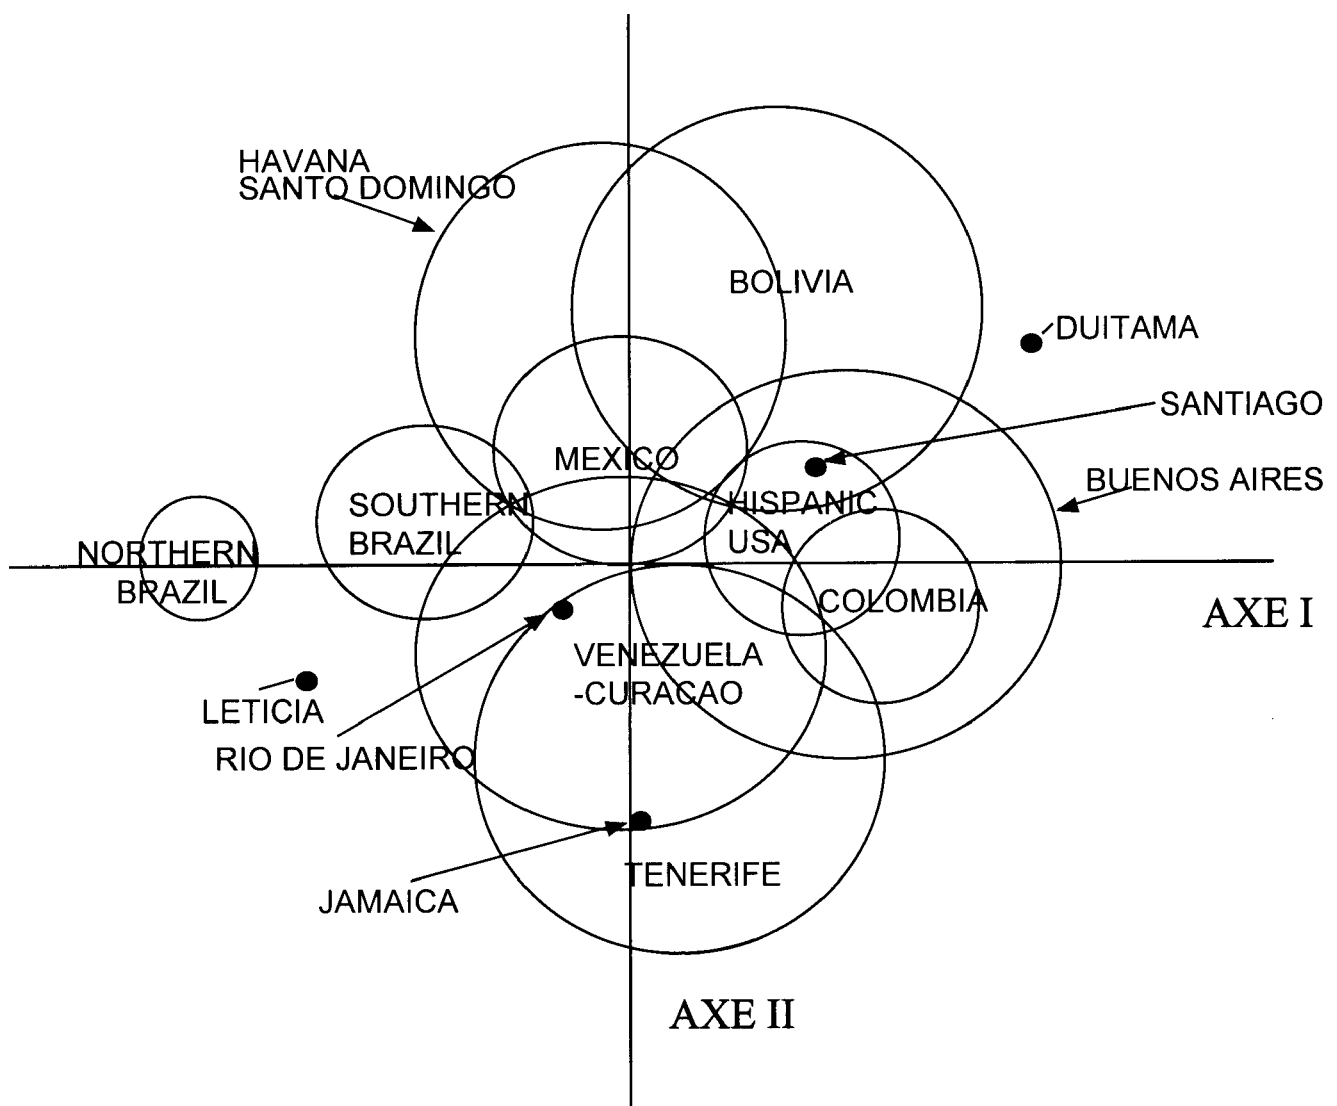 HAVANA
SANTO DOMINGO
BOLIVIA
DUITAMA
SANTIAGO
MEXICO
BUENOS AIRES
SOUTHERN
BRAZIL
HISPANIC
USA
NORTHERN
BRAZIL
COLOMBIA
AXE I
VENEZUELA
-CURACAO
LETICIA
RIO DE JANEIRO
TENERIFE
JAMAICA
AXE II